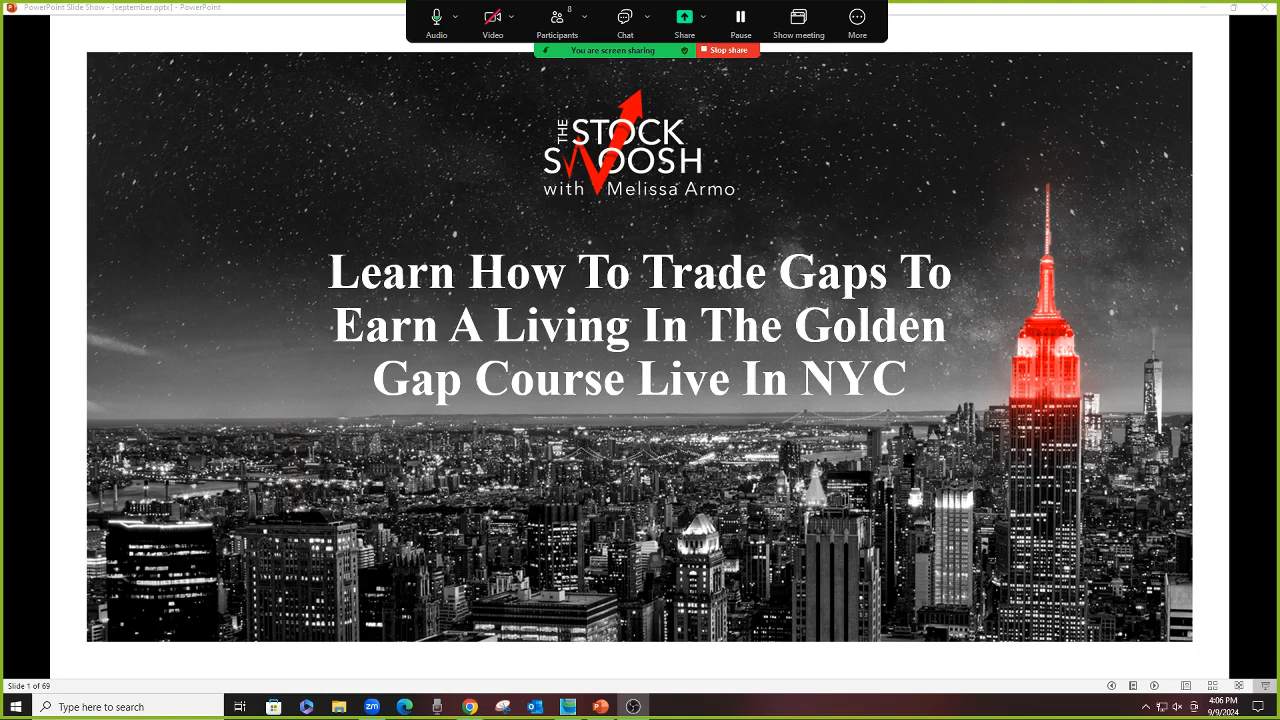 PowerPoint Slide Show - [september.pptx] - PowerPoint
8
Audio
Video
Participants
Chat
Share
Pause
Show meeting
More
You are screen sharing
Stop share
THE STOCK
SWOOSH
with Melissa Armo
Learn How To Trade Gaps To
Earn A Living In The Golden
Gap Course Live In NYC
Slide 1 of 69
Type here to search
zm
4:06 PM
9/9/2024